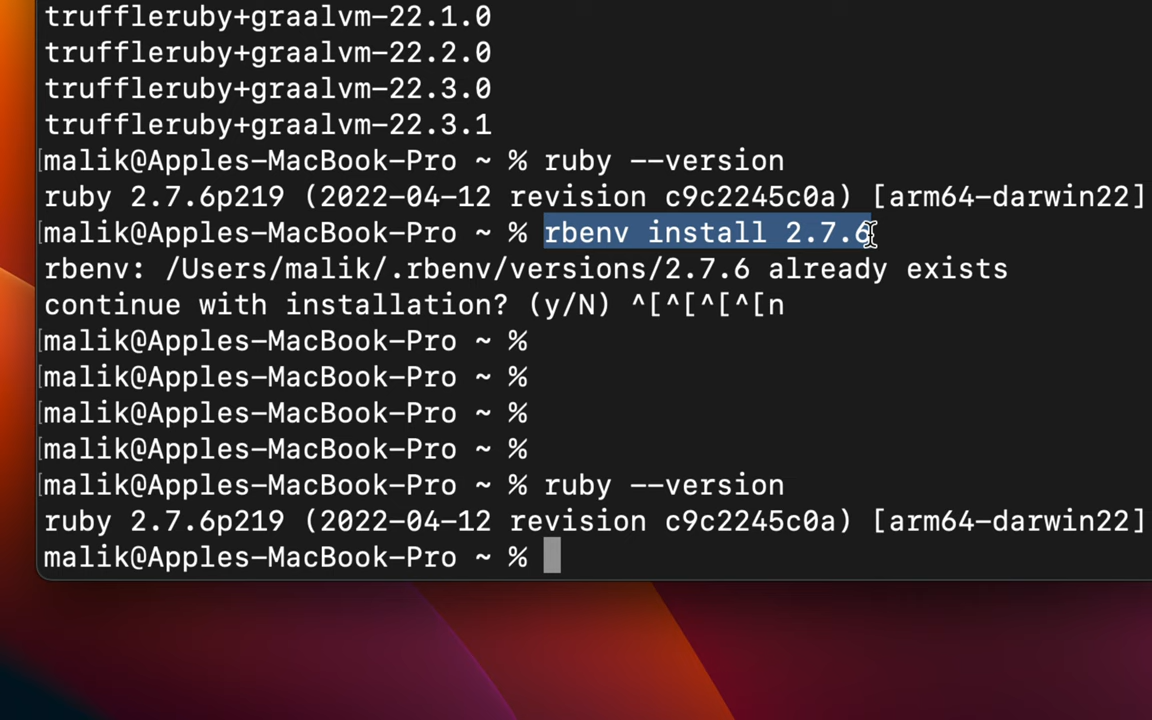 truffleruby+graalvm-22.1.0
truffleruby+graalvm-22.2.0
truffleruby+graalvm-22.3.0
truffleruby+graalvm-22.3.1
[malik@Apples-MacBook-Pro ~ % ruby --version
ruby 2.7.6p219 (2022-04-12 revision c9c2245c0a) [arm64-darwin22]
[malik@Apples-MacBook-Pro ~ % rbenv install 2.7.6
rbenv: /Users/malik/.rbenv/versions/2.7.6 already exists
continue with installation? (y/N) ^[^[^[^[n
[malik@Apples-MacBook-Pro ~ %
[malik@Apples-MacBook-Pro ~ %
[malik@Apples-MacBook-Pro ~ %
[malik@Apples-MacBook-Pro ~ %
[malik@Apples-MacBook-Pro ~ % ruby --version
ruby 2.7.6p219 (2022-04-12 revision c9c2245c0a) [arm64-darwin22]
malik@Apples-MacBook-Pro ~ %